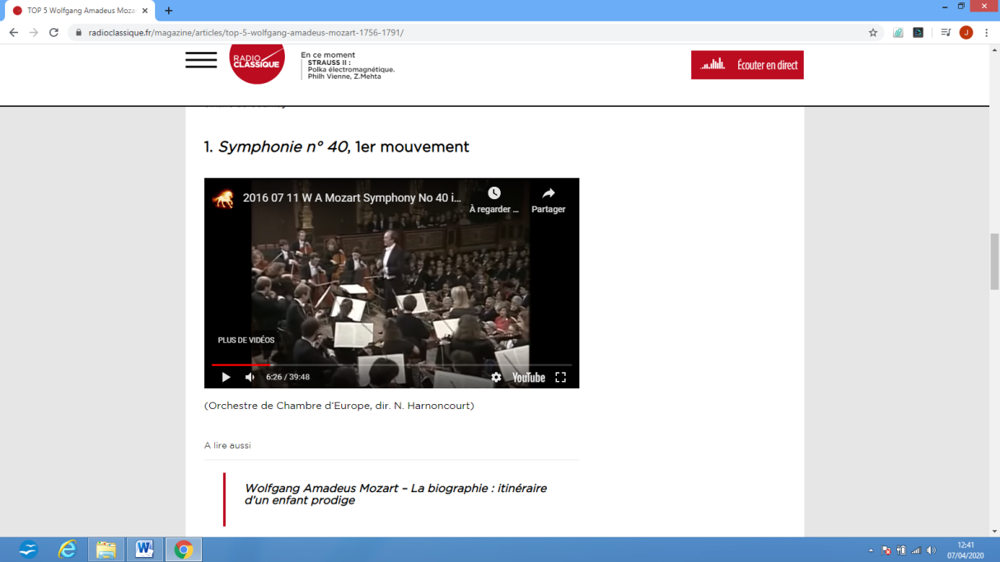 TOP 5 Wolfgang Amadeus Moza
radioclassique.fr/magazine/articles/top-5-wolfgang-amadeus-mozart-1756-1791/
J
RADIO
CLASSIQUE
En ce moment
STRAUSS II :
Polka électromagnétique.
Philh Vienne, Z.Mehta
Écouter en direct
1. Symphonie n° 40, 1er mouvement
2016 07 11 W A Mozart Symphony No 40 i...
À regarder ...
Partager
PLUS DE VIDÉOS
6:26 / 39:48
YouTube
(Orchestre de Chambre d'Europe, dir. N. Harnoncourt)
A lire aussi
Wolfgang Amadeus Mozart – La biographie : itinéraire
d'un enfant prodige
12:41
07/04/2020